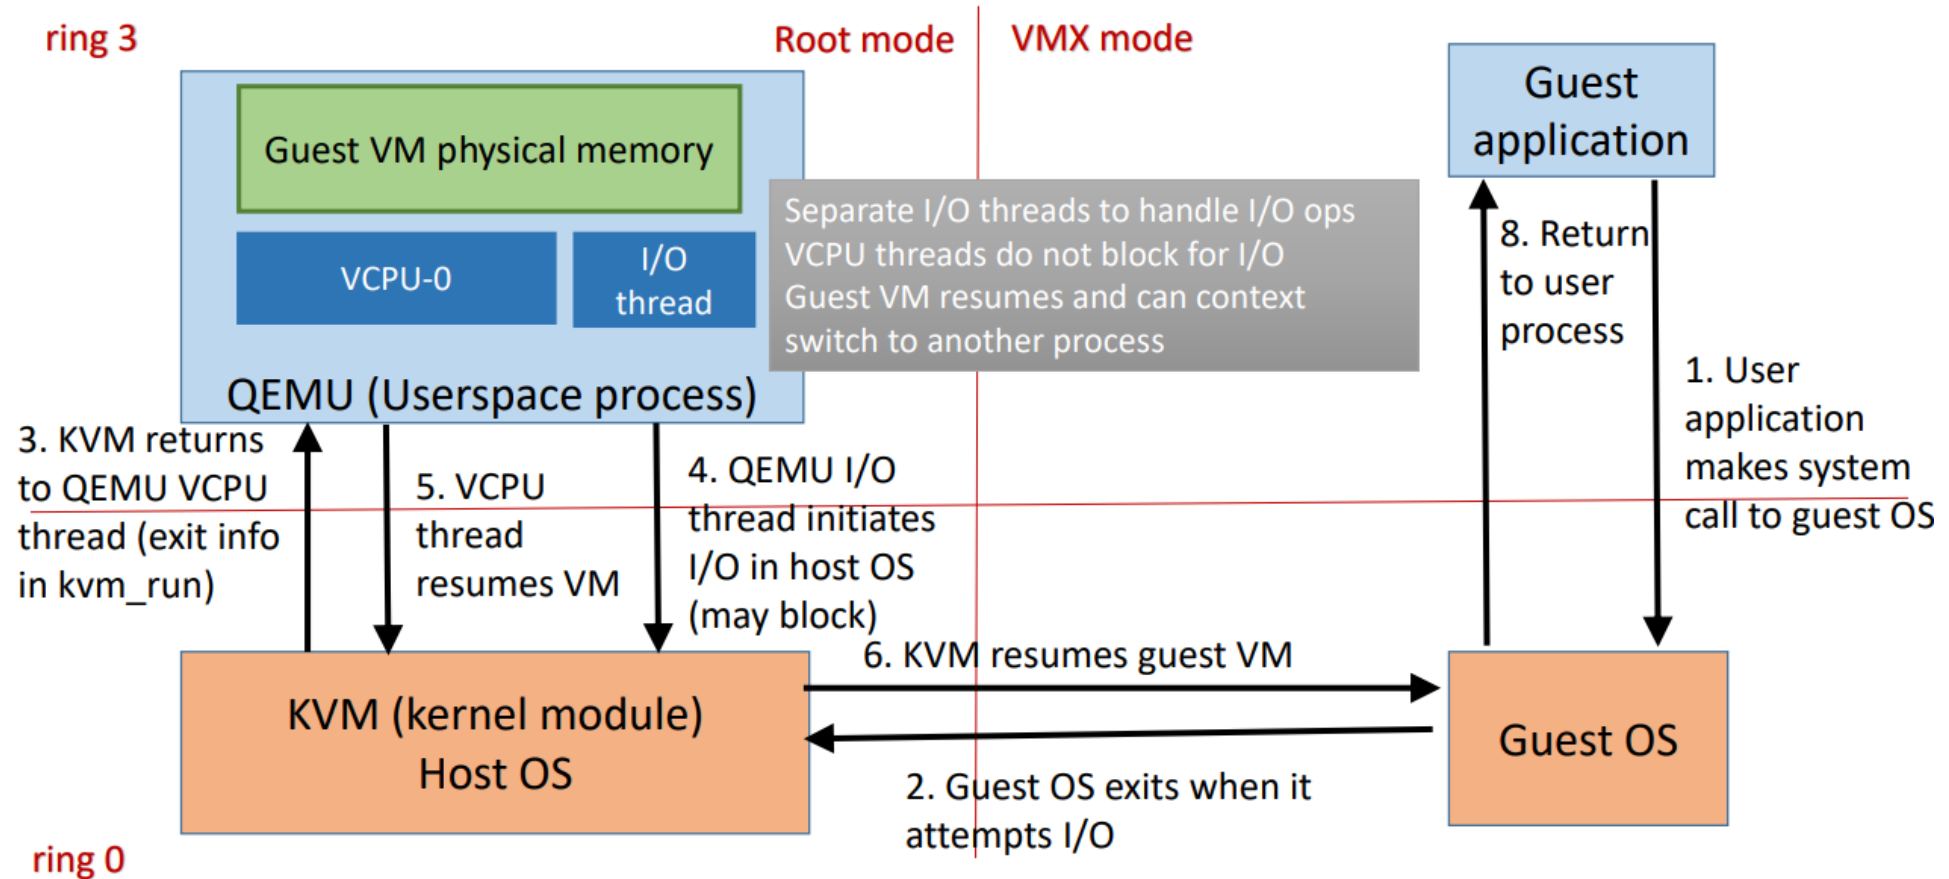 ring 3
Root mode
VMX mode
Guest VM physical memory
VCPU-0
I/O
thread
QEMU (Userspace process)
Separate I/O threads to handle I/O ops
VCPU threads do not block for I/O
Guest VM resumes and can context
switch to another process
Guest
application
8. Return
to user
process
1. User
application
makes system
call to guest OS
3. KVM returns
to QEMU VCPU
thread (exit info
in kvm_run)
5. VCPU
thread
resumes VM
4. QEMU I/O
thread initiates
I/O in host OS
(may block)
6. KVM resumes guest VM
KVM (kernel module)
Host OS
2. Guest OS exits when it
attempts I/O
Guest OS
ring 0